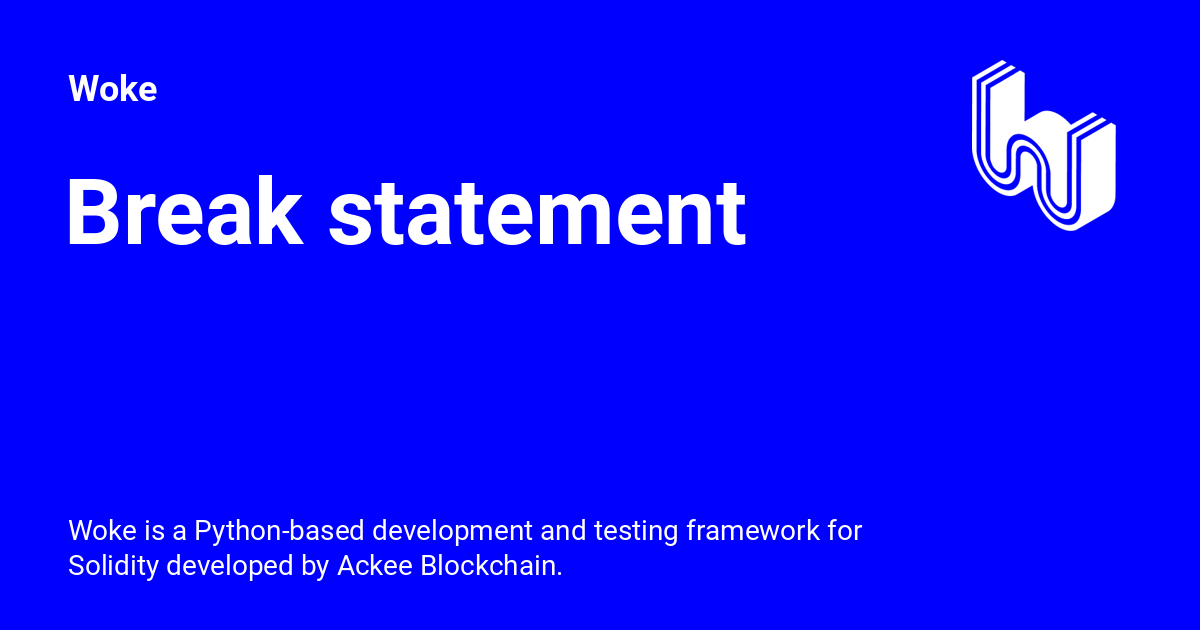 Woke
Break statement
Woke is a Python-based development and testing framework for
Solidity developed by Ackee Blockchain.